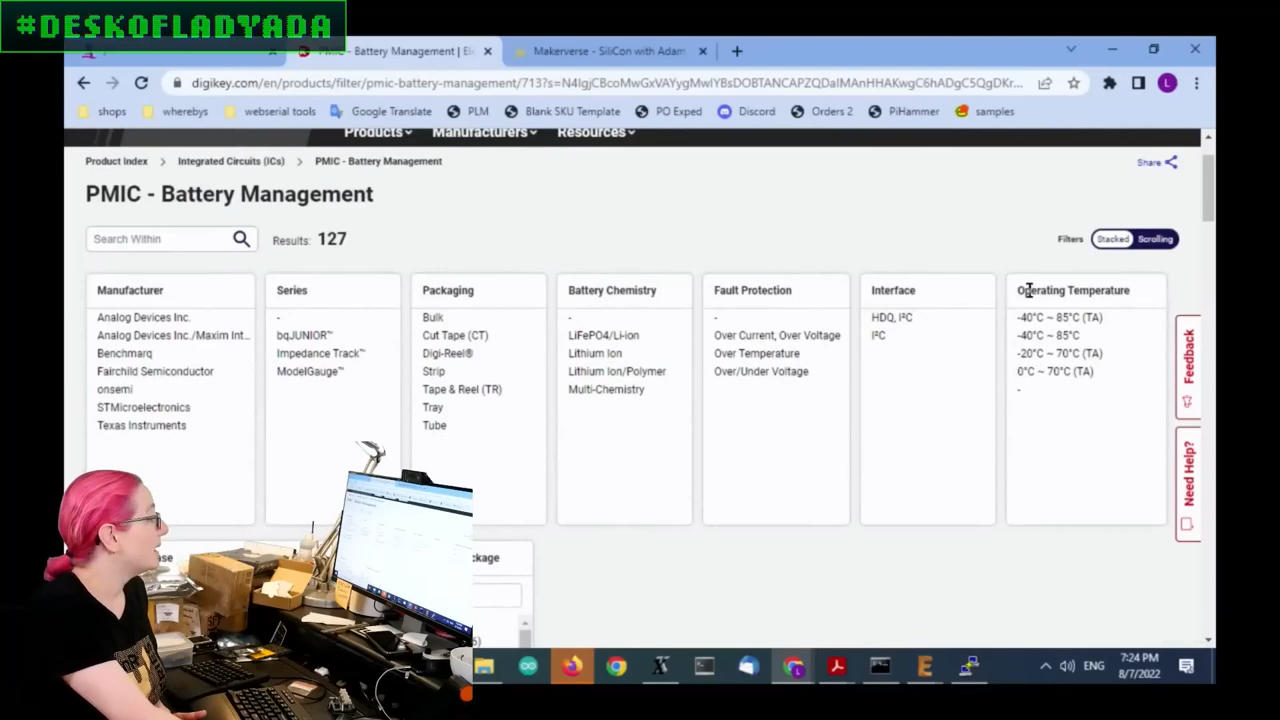 #DESKOFLADYADA
PMIC - Battery Management | El
Makerverse - SiliCon with Adam
digikey.com/en/products/filter/pmic-battery-management/713?s=
shops
wherebys
webserial tools
Google Translate
PLM
Blank SKU Template
PO Exped
Discord
Orders 2
PiHammer
samples
Products
Manufacturers
Resources
Product Index > Integrated Circuits (ICs) > PMIC - Battery Management
Share
PMIC - Battery Management
Search Within
Results: 127
Filters
Stacked
Scrolling
Manufacturer
Analog Devices Inc.
Analog Devices Inc./Maxim Int...
Benchmarq
Fairchild Semiconductor
onsemi
STMicroelectronics
Texas Instruments
Series
-
bqJUNIOR™
Impedance Track™
ModelGauge™
Packaging
Bulk
Cut Tape (CT)
Digi-Reel®
Strip
Tape & Reel (TR)
Tray
Tube
Battery Chemistry
-
LiFePO4/Li-ion
Lithium Ion
Lithium Ion/Polymer
Multi-Chemistry
Fault Protection
-
Over Current, Over Voltage
Over Temperature
Over/Under Voltage
Interface
HDQ, I²C
I²C
Operating Temperature
-40°C ~ 85°C (TA)
-40°C ~ 85°C
-20°C ~ 70°C (TA)
0°C ~ 70°C (TA)
-
Feedback
Need Help?
ENG
7:24 PM
8/7/2022